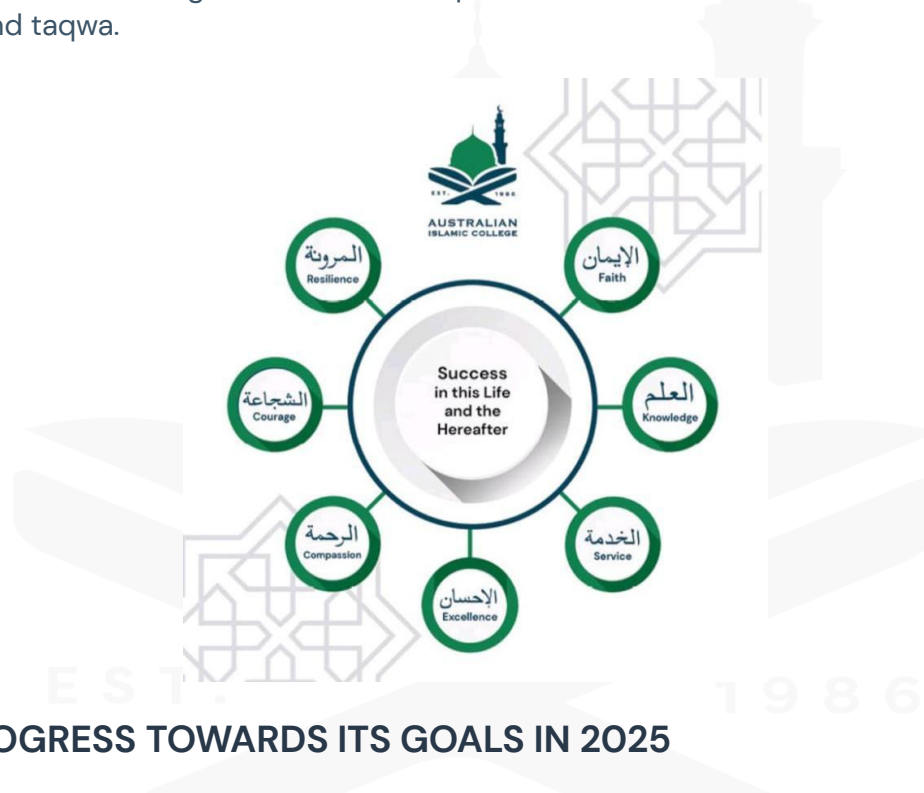 nd taqwa.
EST. 1986
AUSTRALIAN
ISLAMIC COLLEGE
المرونة
Resilience
الإيمان
Faith
الشجاعة
Courage
Success
in this Life
and the
Hereafter
العلم
Knowledge
الرحمة
Compassion
الخدمة
Service
الإحسان
Excellence
EST. 1986
OGRESS TOWARDS ITS GOALS IN 2025